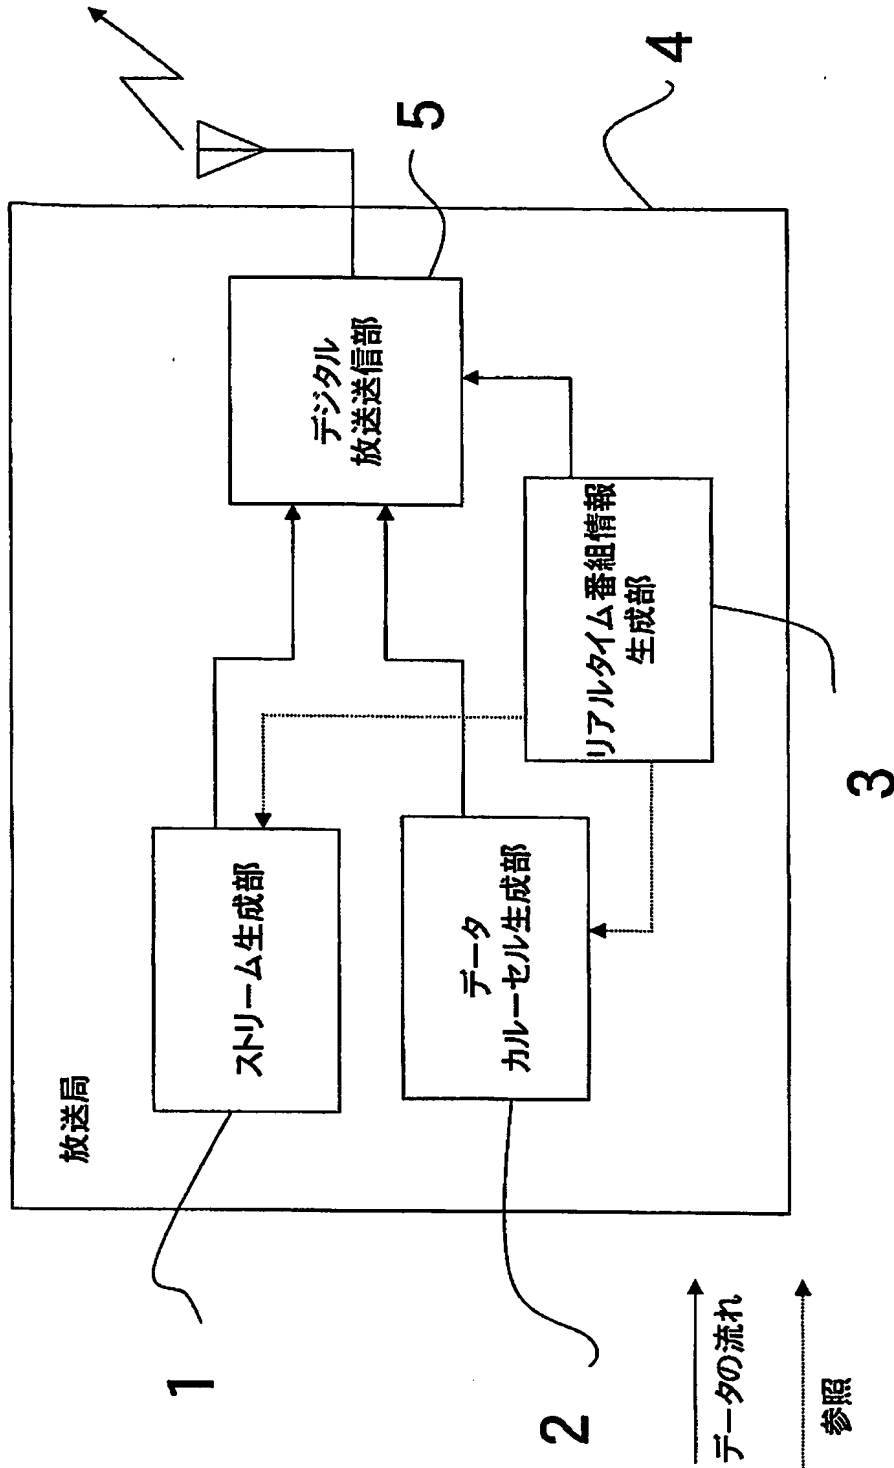 放送局
1
ストリーム生成部
2
データ
カルーセル生成部
3
リアルタイム番組情報
生成部
デジタル
放送送信部
5
4
データの流れ
参照